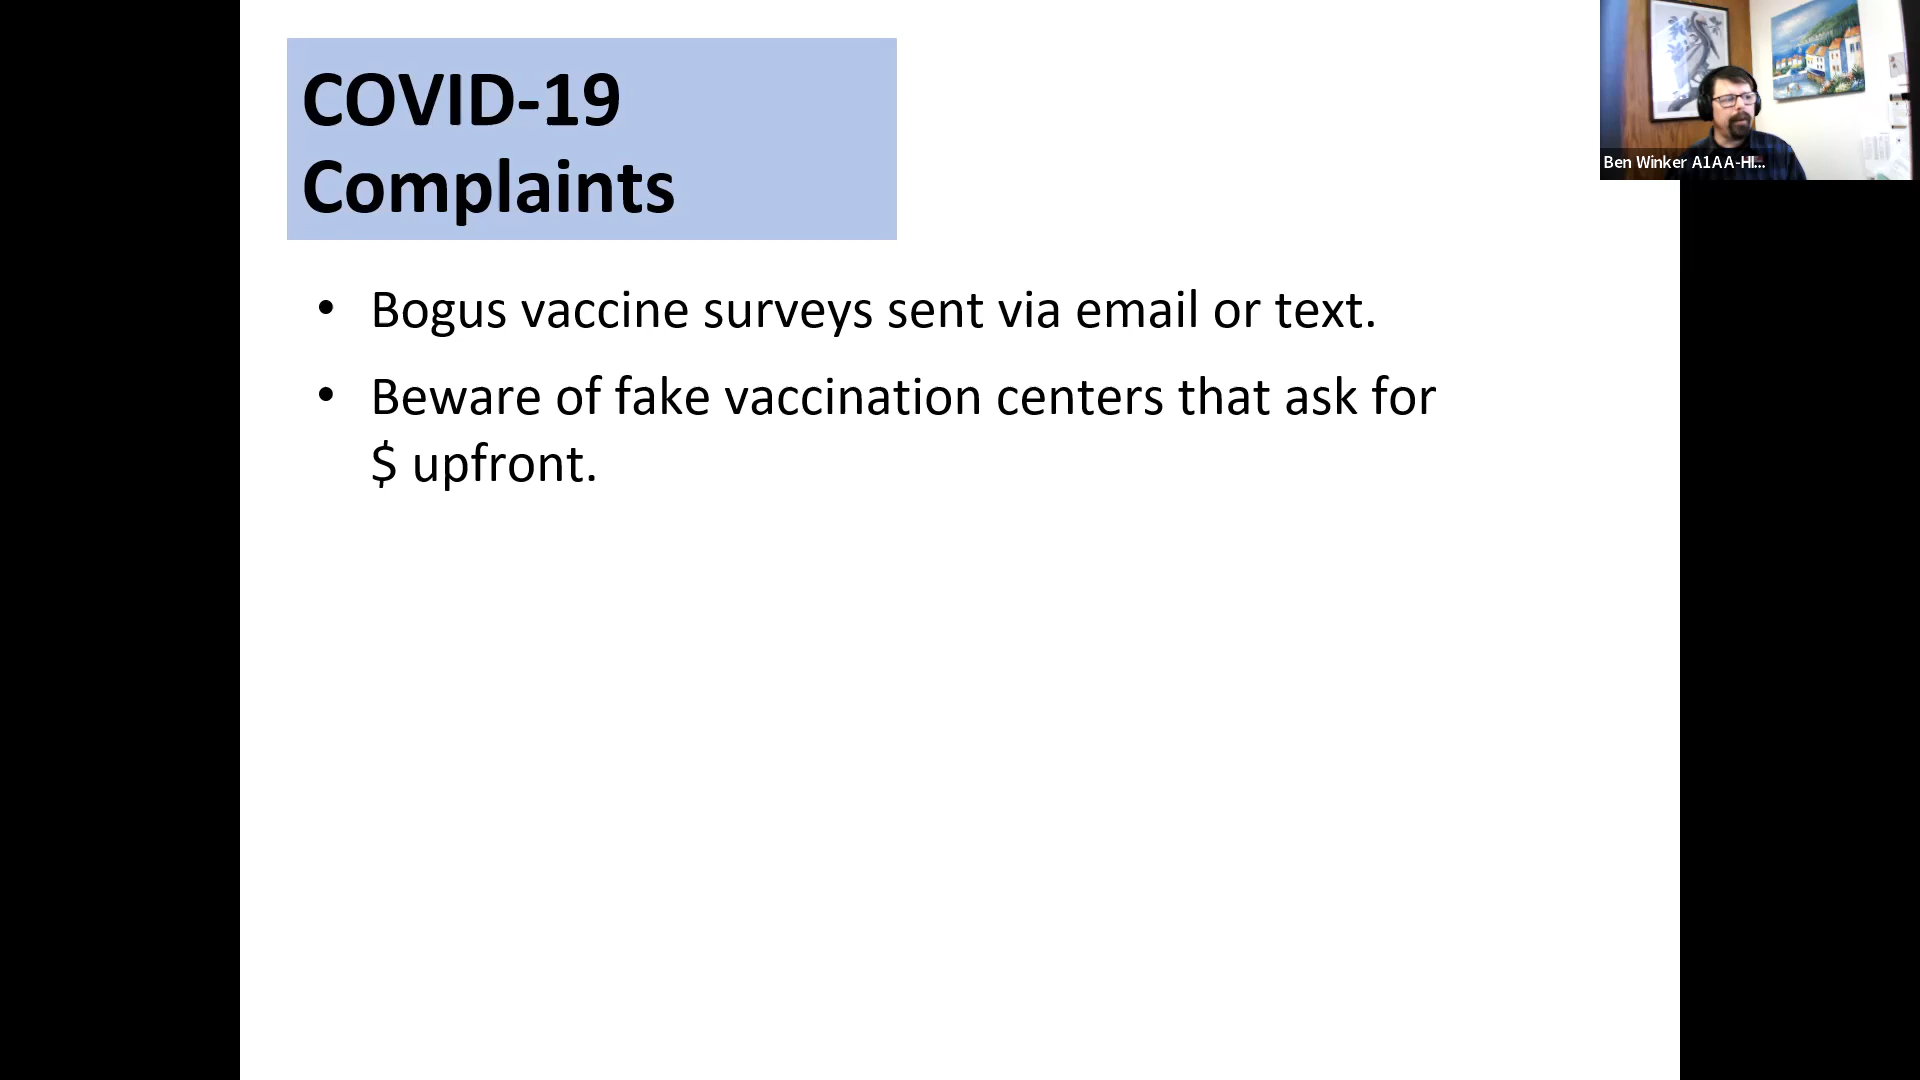 COVID-19
Complaints
• Bogus vaccine surveys sent via email or text.
• Beware of fake vaccination centers that ask for
$ upfront.
Ben Winker A1AA-HI...